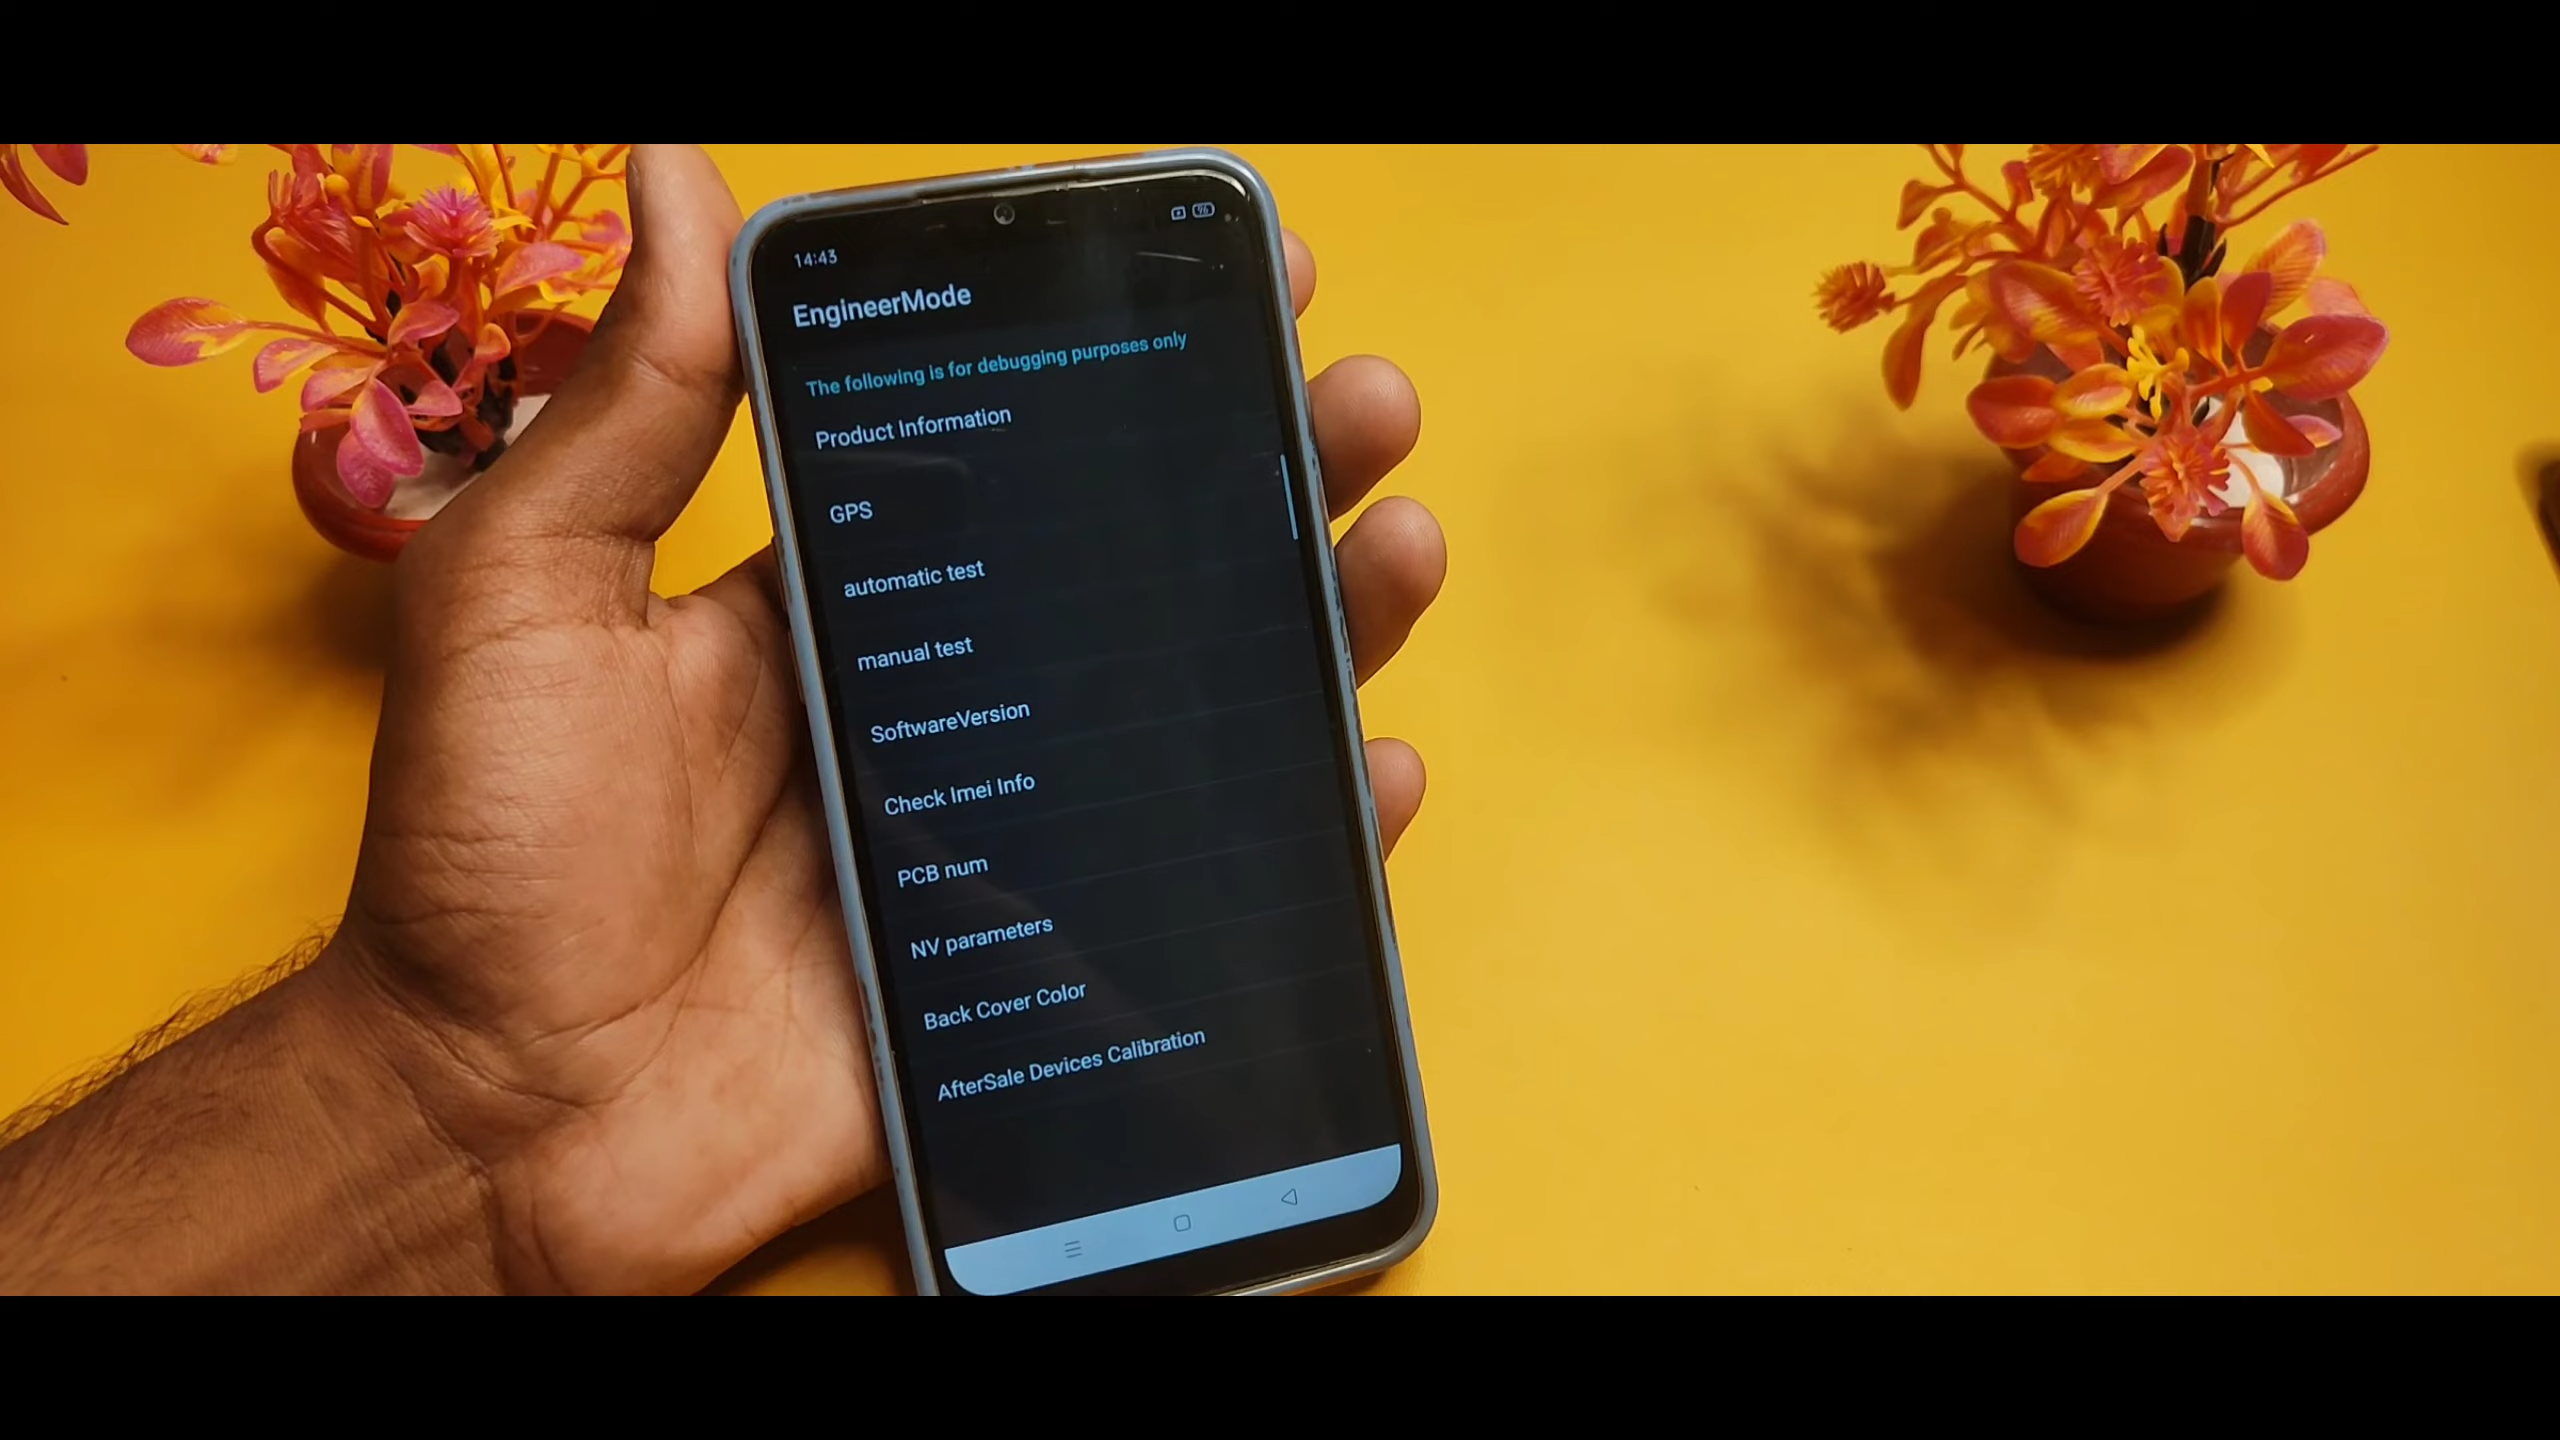 14:43
96
EngineerMode
The following is for debugging purposes only
Product Information
GPS
automatic test
manual test
SoftwareVersion
Check Imei Info
PCB num
NV parameters
Back Cover Color
AfterSale Devices Calibration